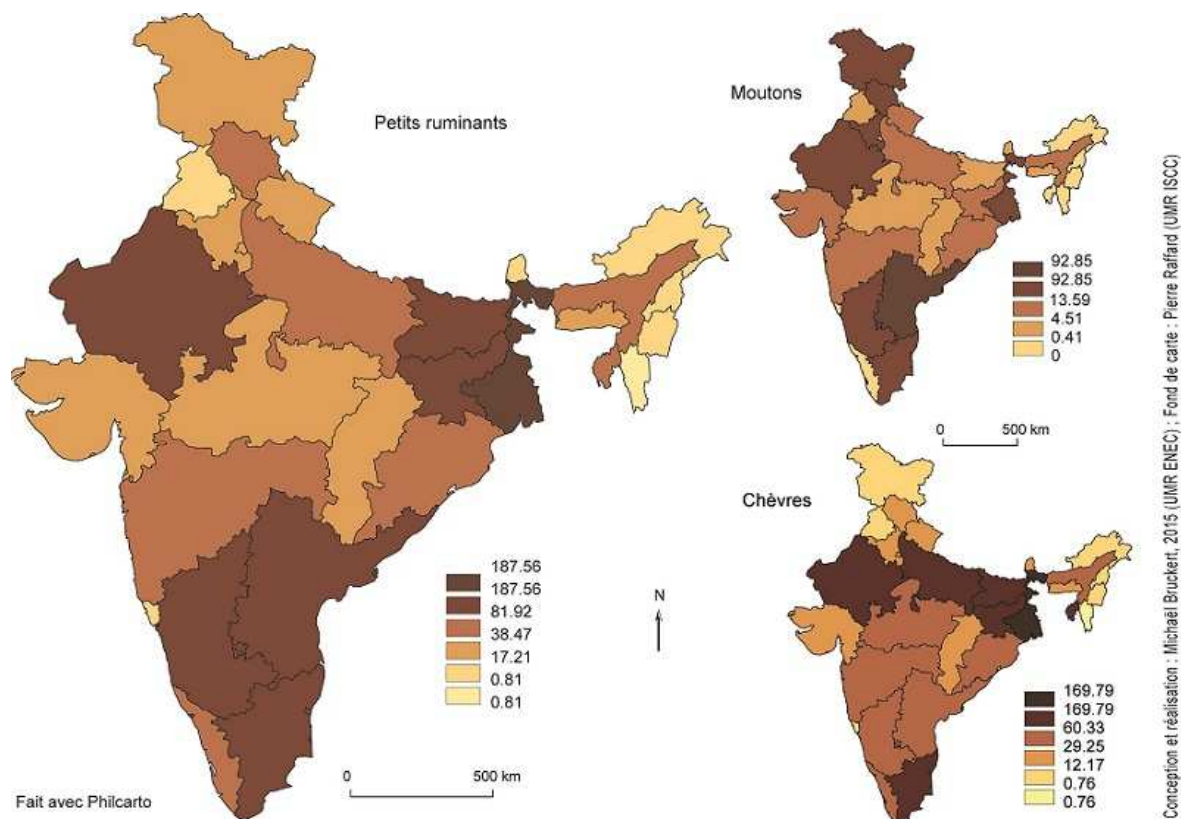 Petits ruminants
187.56
187.56
81.92
38.47
17.21
0.81
0.81
N
0 500 km
Fait avec Philcarto
Moutons
92.85
92.85
13.59
4.51
0.41
0
0 500 km
Chèvres
169.79
169.79
60.33
29.25
12.17
0.76
0.76
Conception et réalisation : Michaël Bruckert, 2015 (UMR ENEC) ; Fond de carte : Pierre Raffard (UMR ISCC)